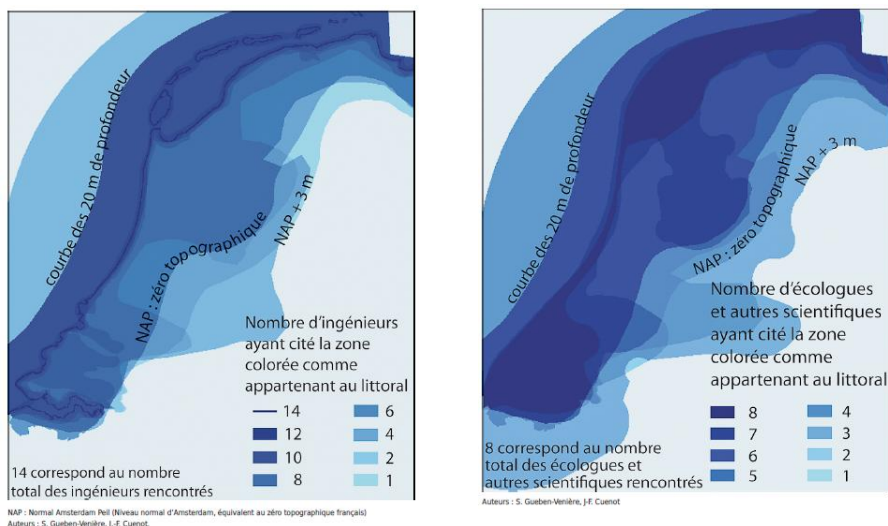 courbe des 20 m de profondeur
NAP : zéro topographique
NAP + 3 m
Nombre d'ingénieurs
ayant cité la zone
colorée comme
appartenant au littoral
14
12
10
8
6
4
2
1
14 correspond au nombre
total des ingénieurs rencontrés
NAP : Normal Amsterdam Peil (Niveau normal d'Amsterdam, équivalent au zéro topographique français)
Auteurs : S. Gueben-Venière, J.-F. Cuenot.
courbe des 20 m de profondeur
NAP : zéro topographique
NAP + 3 m
Nombre d'écologues
et autres scientifiques
ayant cité la zone
colorée comme
appartenant au littoral
8
7
6
5
4
3
2
1
8 correspond au nombre
total des écologues et
autres scientifiques rencontrés
Auteurs : S. Gueben-Venière, J-F. Cuenot